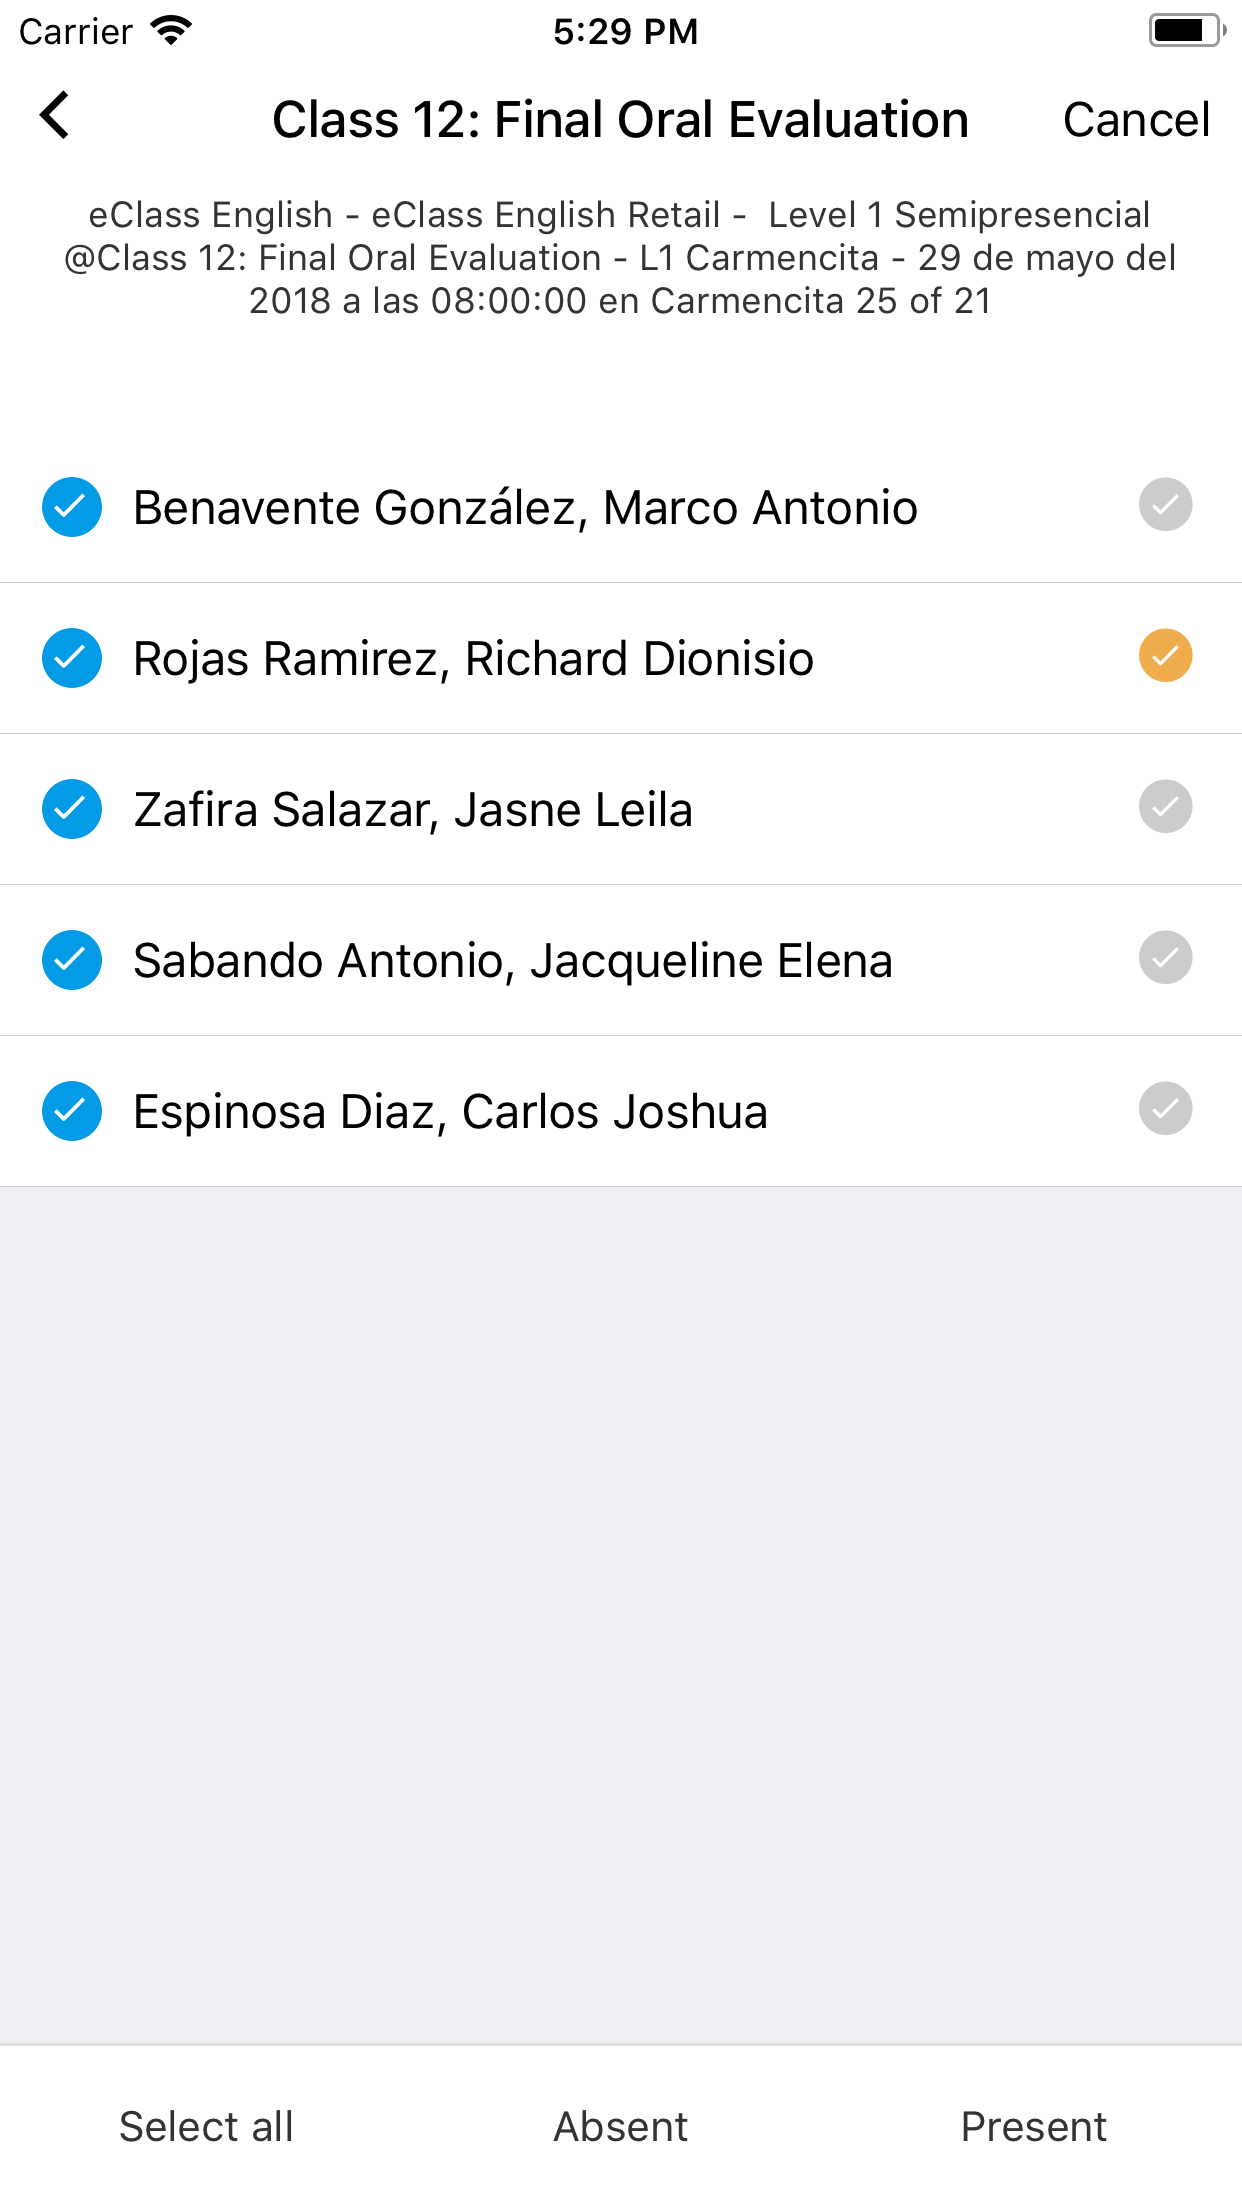 Carrier 5:29 PM
Class 12: Final Oral Evaluation Cancel
eClass English - eClass English Retail -  Level 1 Semipresencial
@Class 12: Final Oral Evaluation - L1 Carmencita - 29 de mayo del
2018 a las 08:00:00 en Carmencita 25 of 21
Benavente González, Marco Antonio
Rojas Ramirez, Richard Dionisio
Zafira Salazar, Jasne Leila
Sabando Antonio, Jacqueline Elena
Espinosa Diaz, Carlos Joshua
Select all Absent Present